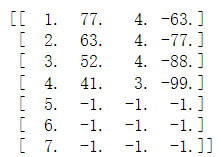 [[  1.  77.   4. -63.]
 [  2.  63.   4. -77.]
 [  3.  52.   4. -88.]
 [  4.  41.   3. -99.]
 [  5.  -1.  -1.  -1.]
 [  6.  -1.  -1.  -1.]
 [  7.  -1.  -1.  -1.]]